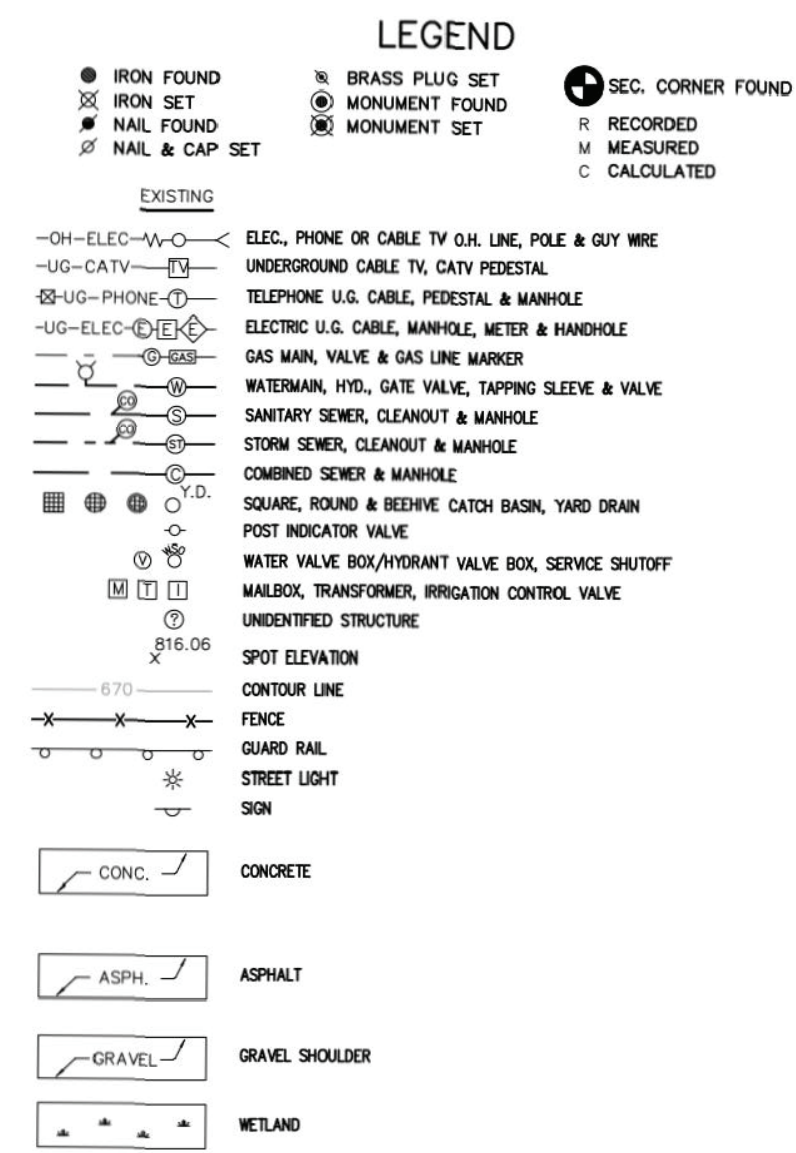 LEGEND
IRON FOUND
IRON SET
NAIL FOUND
NAIL & CAP SET
BRASS PLUG SET
MONUMENT FOUND
MONUMENT SET
SEC. CORNER FOUND
R RECORDED
M MEASURED
C CALCULATED
EXISTING
-OH-ELEC- ELEC., PHONE OR CABLE TV O.H. LINE, POLE & GUY WIRE
-UG-CATV- TV UNDERGROUND CABLE TV, CATV PEDESTAL
-UG-PHONE- T TELEPHONE U.G. CABLE, PEDESTAL & MANHOLE
-UG-ELEC- E E E ELECTRIC U.G. CABLE, MANHOLE, METER & HANDHOLE
G GAS GAS MAIN, VALVE & GAS LINE MARKER
W WATERMAIN, HYD., GATE VALVE, TAPPING SLEEVE & VALVE
CO S SANITARY SEWER, CLEANOUT & MANHOLE
CO ST STORM SEWER, CLEANOUT & MANHOLE
C COMBINED SEWER & MANHOLE
Y.D. SQUARE, ROUND & BEEHIVE CATCH BASIN, YARD DRAIN
POST INDICATOR VALVE
V WSO WATER VALVE BOX/HYDRANT VALVE BOX, SERVICE SHUTOFF
M T I MAILBOX, TRANSFORMER, IRRIGATION CONTROL VALVE
? UNIDENTIFIED STRUCTURE
816.06
X SPOT ELEVATION
670 CONTOUR LINE
-X-X-X- FENCE
GUARD RAIL
STREET LIGHT
SIGN
CONC. CONCRETE
ASPH. ASPHALT
GRAVEL GRAVEL SHOULDER
WETLAND